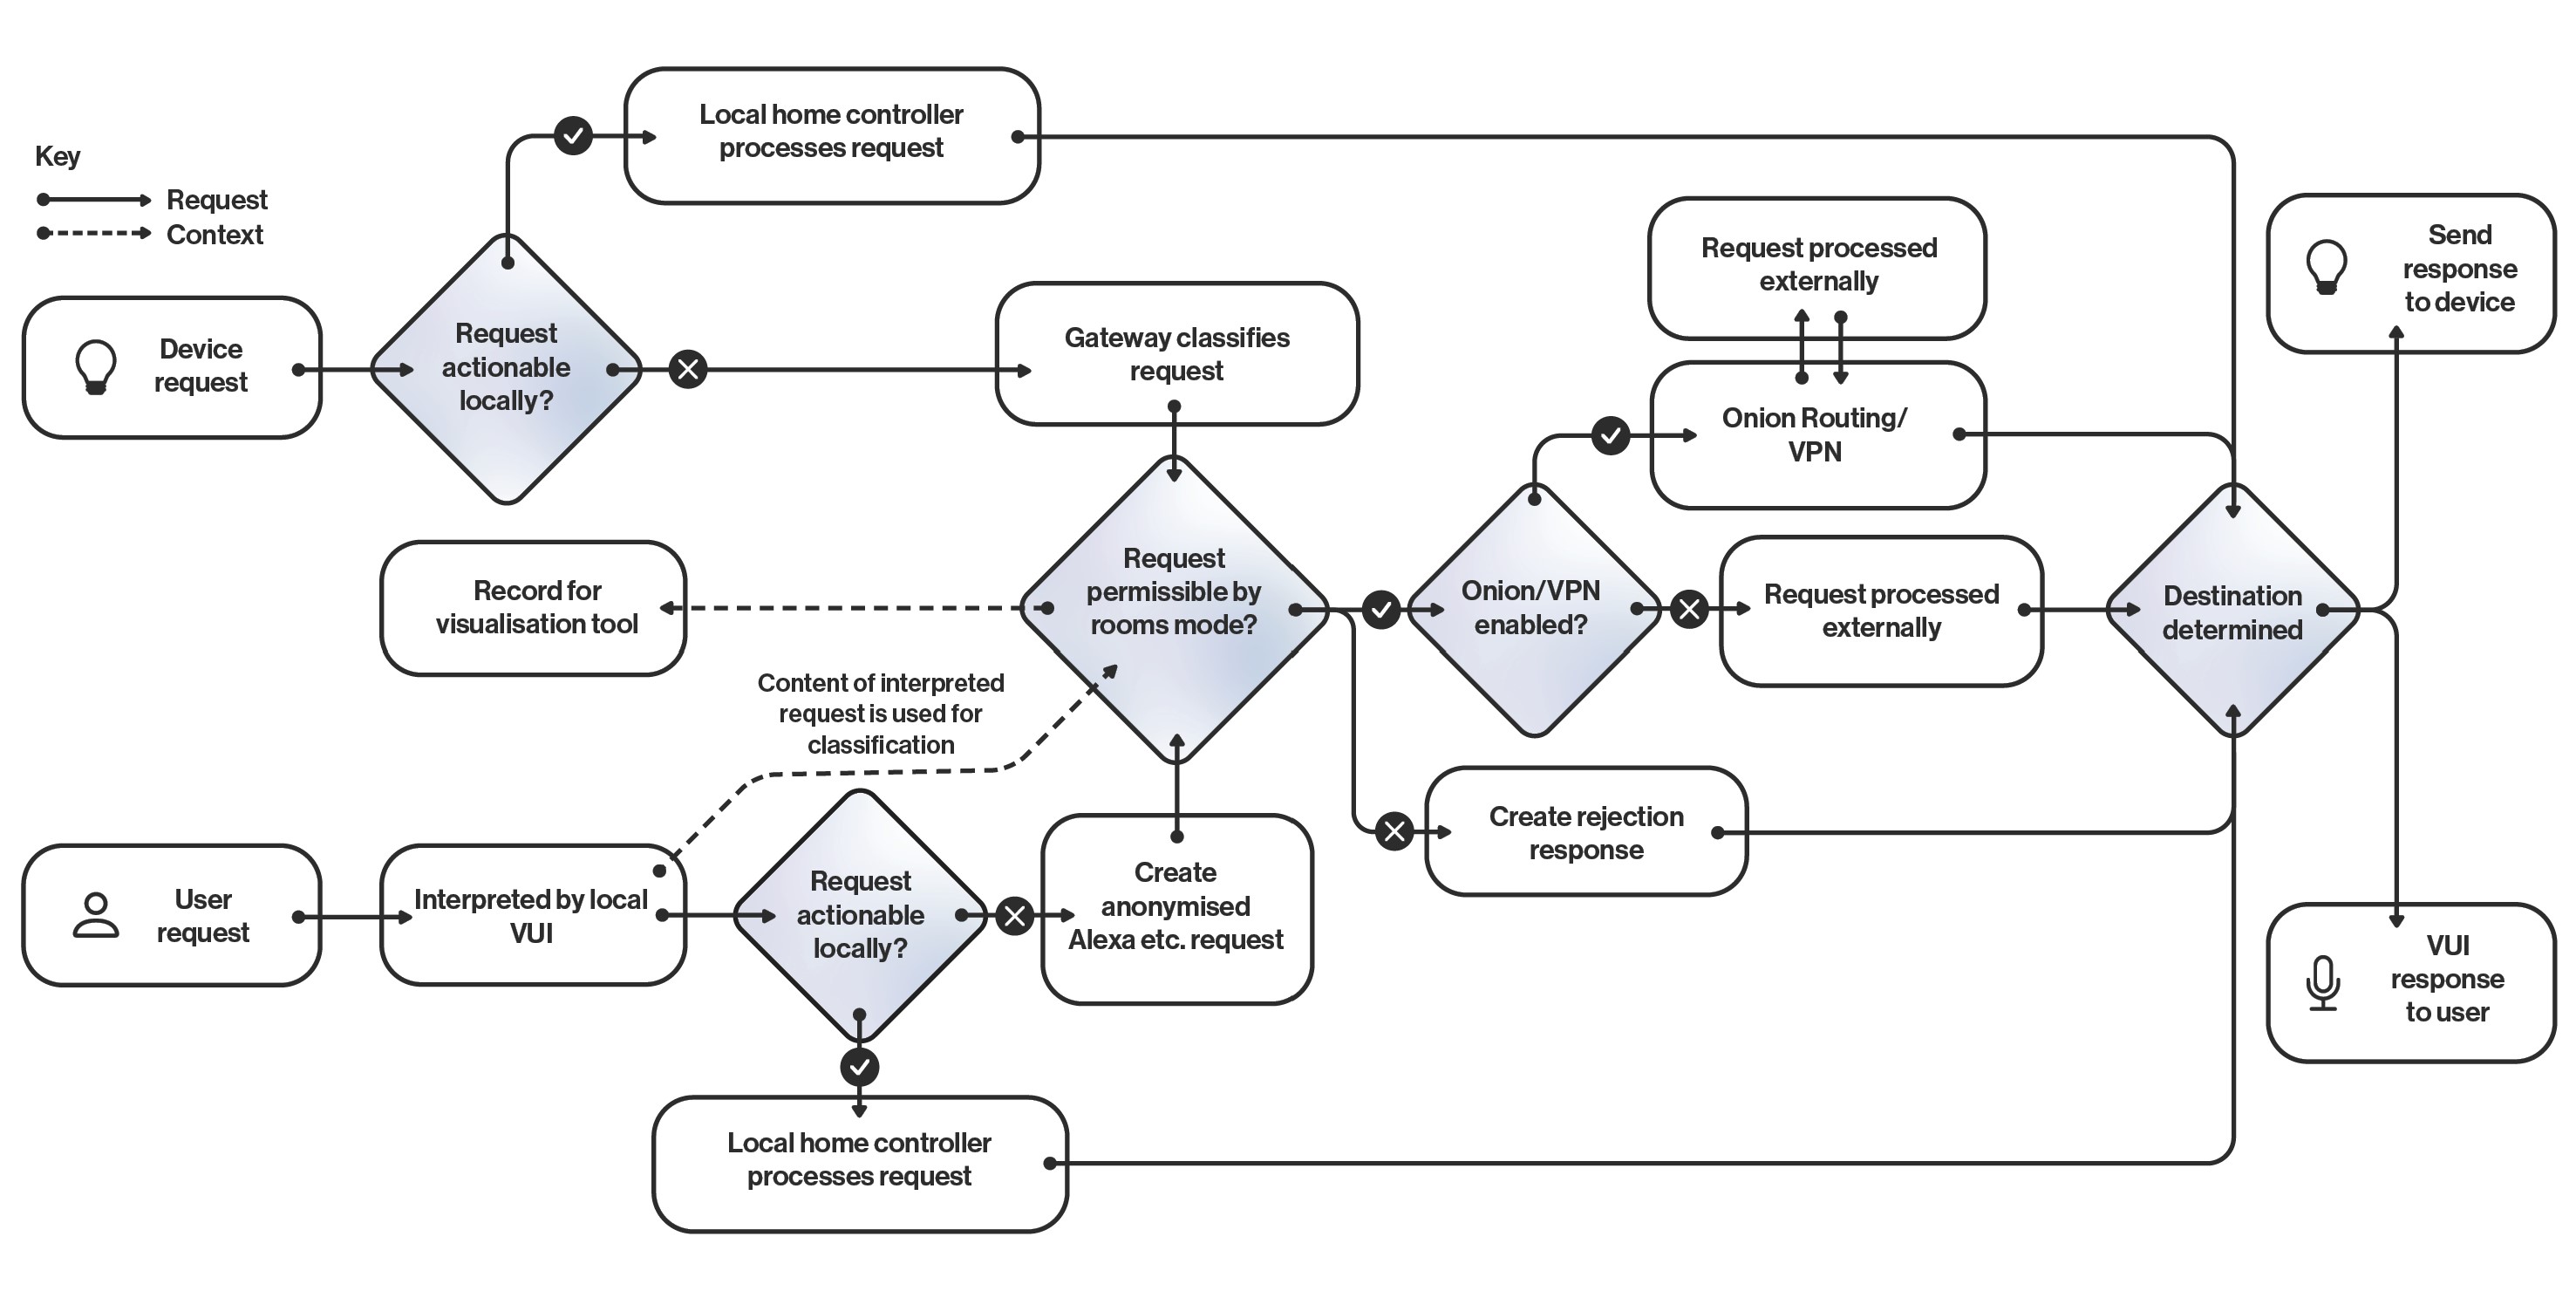 Local home controller
processes request
Key
Request
Context
Send
response
to device
Request processed
externally
Device
request
Request
actionable
locally?
Gateway classifies
request
Onion Routing/
VPN
Record for
visualisation tool
Request
permissible by
rooms mode?
Onion/VPN
enabled?
Request processed
externally
Destination
determined
Content of interpreted
request is used for
classification
Create rejection
response
User
request
Interpreted by local
VUI
Request
actionable
locally?
Create
anonymised
Alexa etc. request
VUI
response
to user
Local home controller
processes request